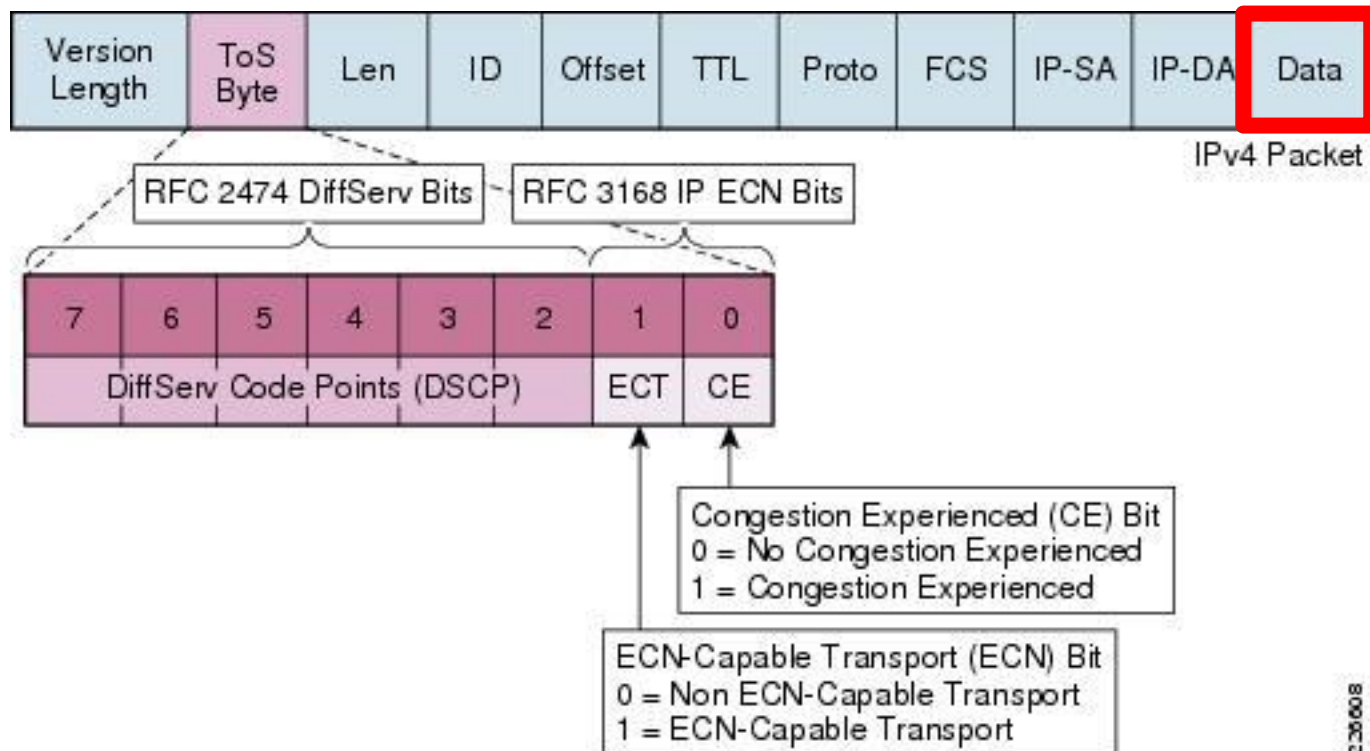 Version Length ToS Byte Len ID Offset TTL Proto FCS IP-SA IP-DA Data
IPv4 Packet
RFC 2474 DiffServ Bits RFC 3168 IP ECN Bits
7 6 5 4 3 2 1 0
DiffServ Code Points (DSCP) ECT CE
Congestion Experienced (CE) Bit
0 = No Congestion Experienced
1 = Congestion Experienced
ECN-Capable Transport (ECN) Bit
0 = Non ECN-Capable Transport
1 = ECN-Capable Transport